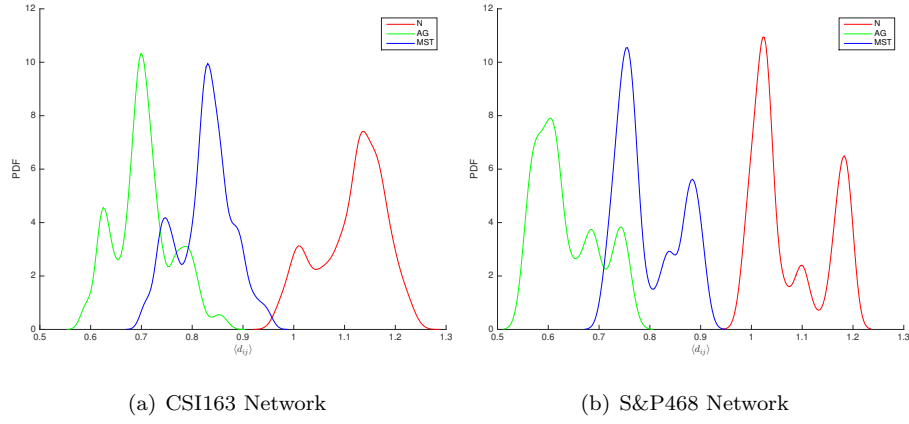 12
10
8
6
4
2
0
PDF
0.5 0.6 0.7 0.8 0.9 1 1.1 1.2 1.3
⟨d_ij⟩
N
AG
MST
(a) CSI163 Network
12
10
8
6
4
2
0
PDF
0.5 0.6 0.7 0.8 0.9 1 1.1 1.2 1.3
⟨d_ij⟩
N
AG
MST
(b) S&P468 Network